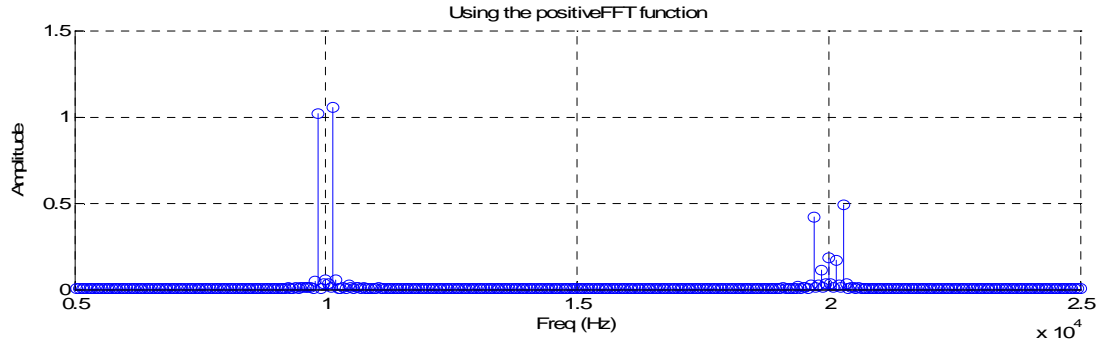 Using the positiveFFT function
1.5
1
0.5
0
Amplitude
0.5
1
1.5
2
2.5
Freq (Hz)
x 10^4